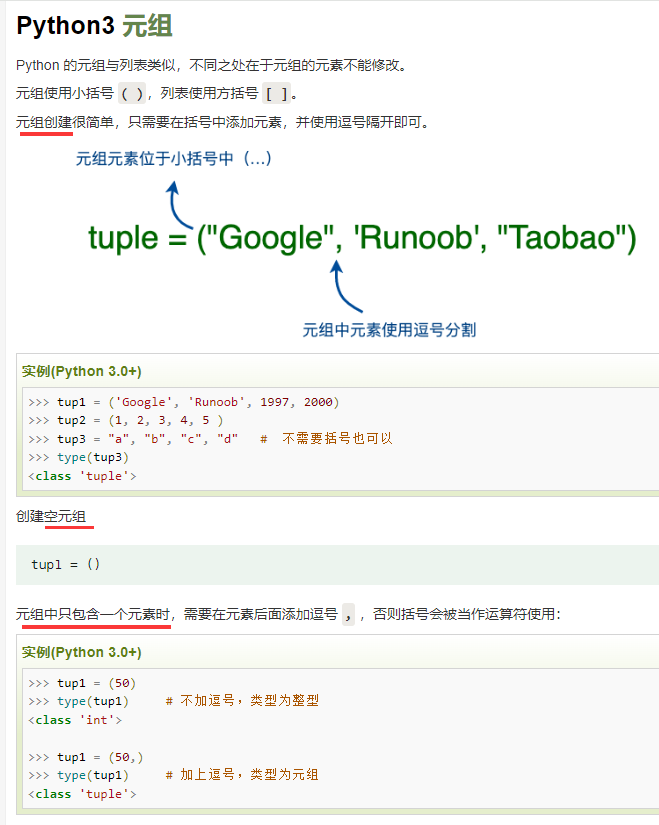 Python3 元组
Python 的元组与列表类似，不同之处在于元组的元素不能修改。
元组使用小括号 ( )，列表使用方括号 [ ]。
元组创建很简单，只需要在括号中添加元素，并使用逗号隔开即可。
元组元素位于小括号中（...）
tuple = ("Google", 'Runoob', "Taobao")
元组中元素使用逗号分割
实例(Python 3.0+)
>>> tup1 = ('Google', 'Runoob', 1997, 2000)
>>> tup2 = (1, 2, 3, 4, 5 )
>>> tup3 = "a", "b", "c", "d"   #  不需要括号也可以
>>> type(tup3)
<class 'tuple'>
创建空元组
tup1 = ()
元组中只包含一个元素时，需要在元素后面添加逗号 , ，否则括号会被当作运算符使用：
实例(Python 3.0+)
>>> tup1 = (50)
>>> type(tup1)     # 不加逗号，类型为整型
<class 'int'>
>>> tup1 = (50,)
>>> type(tup1)     # 加上逗号，类型为元组
<class 'tuple'>